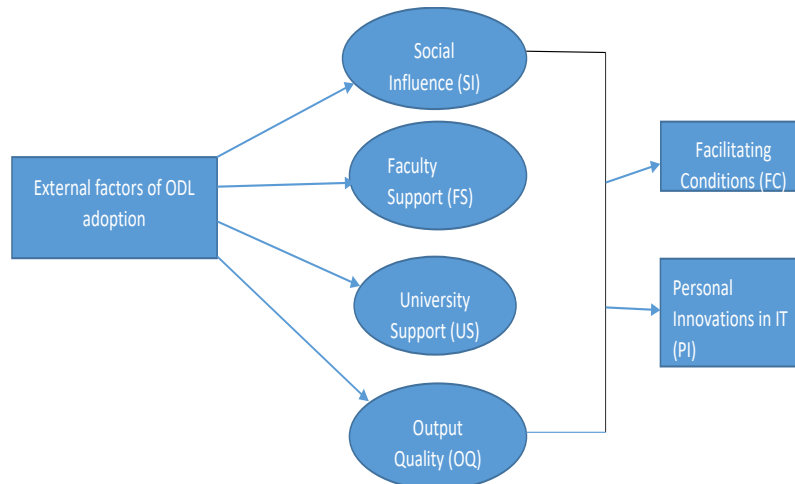 Social
Influence (SI)
External factors of ODL
adoption
Faculty
Support (FS)
University
Support (US)
Output
Quality (OQ)
Facilitating
Conditions (FC)
Personal
Innovations in IT
(PI)